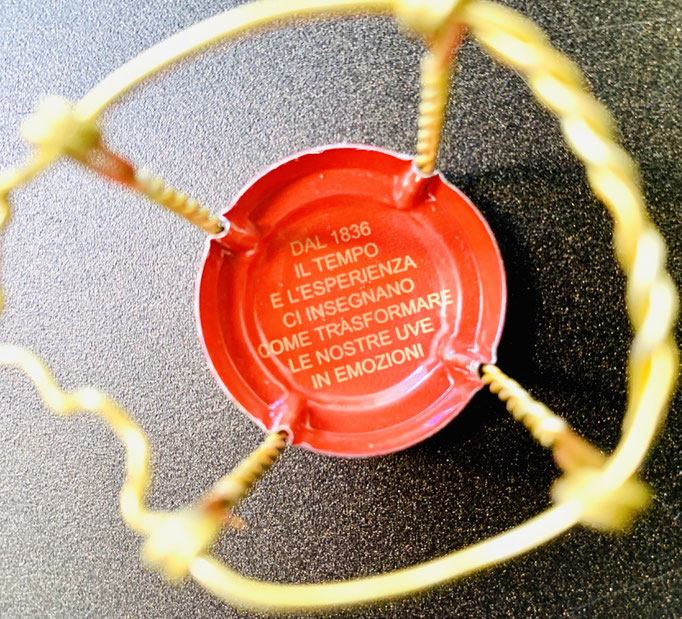 DAL 1836
IL TEMPO
E L'ESPERIENZA
CI INSEGNANO
COME TRASFORMARE
LE NOSTRE UVE
IN EMOZIONI